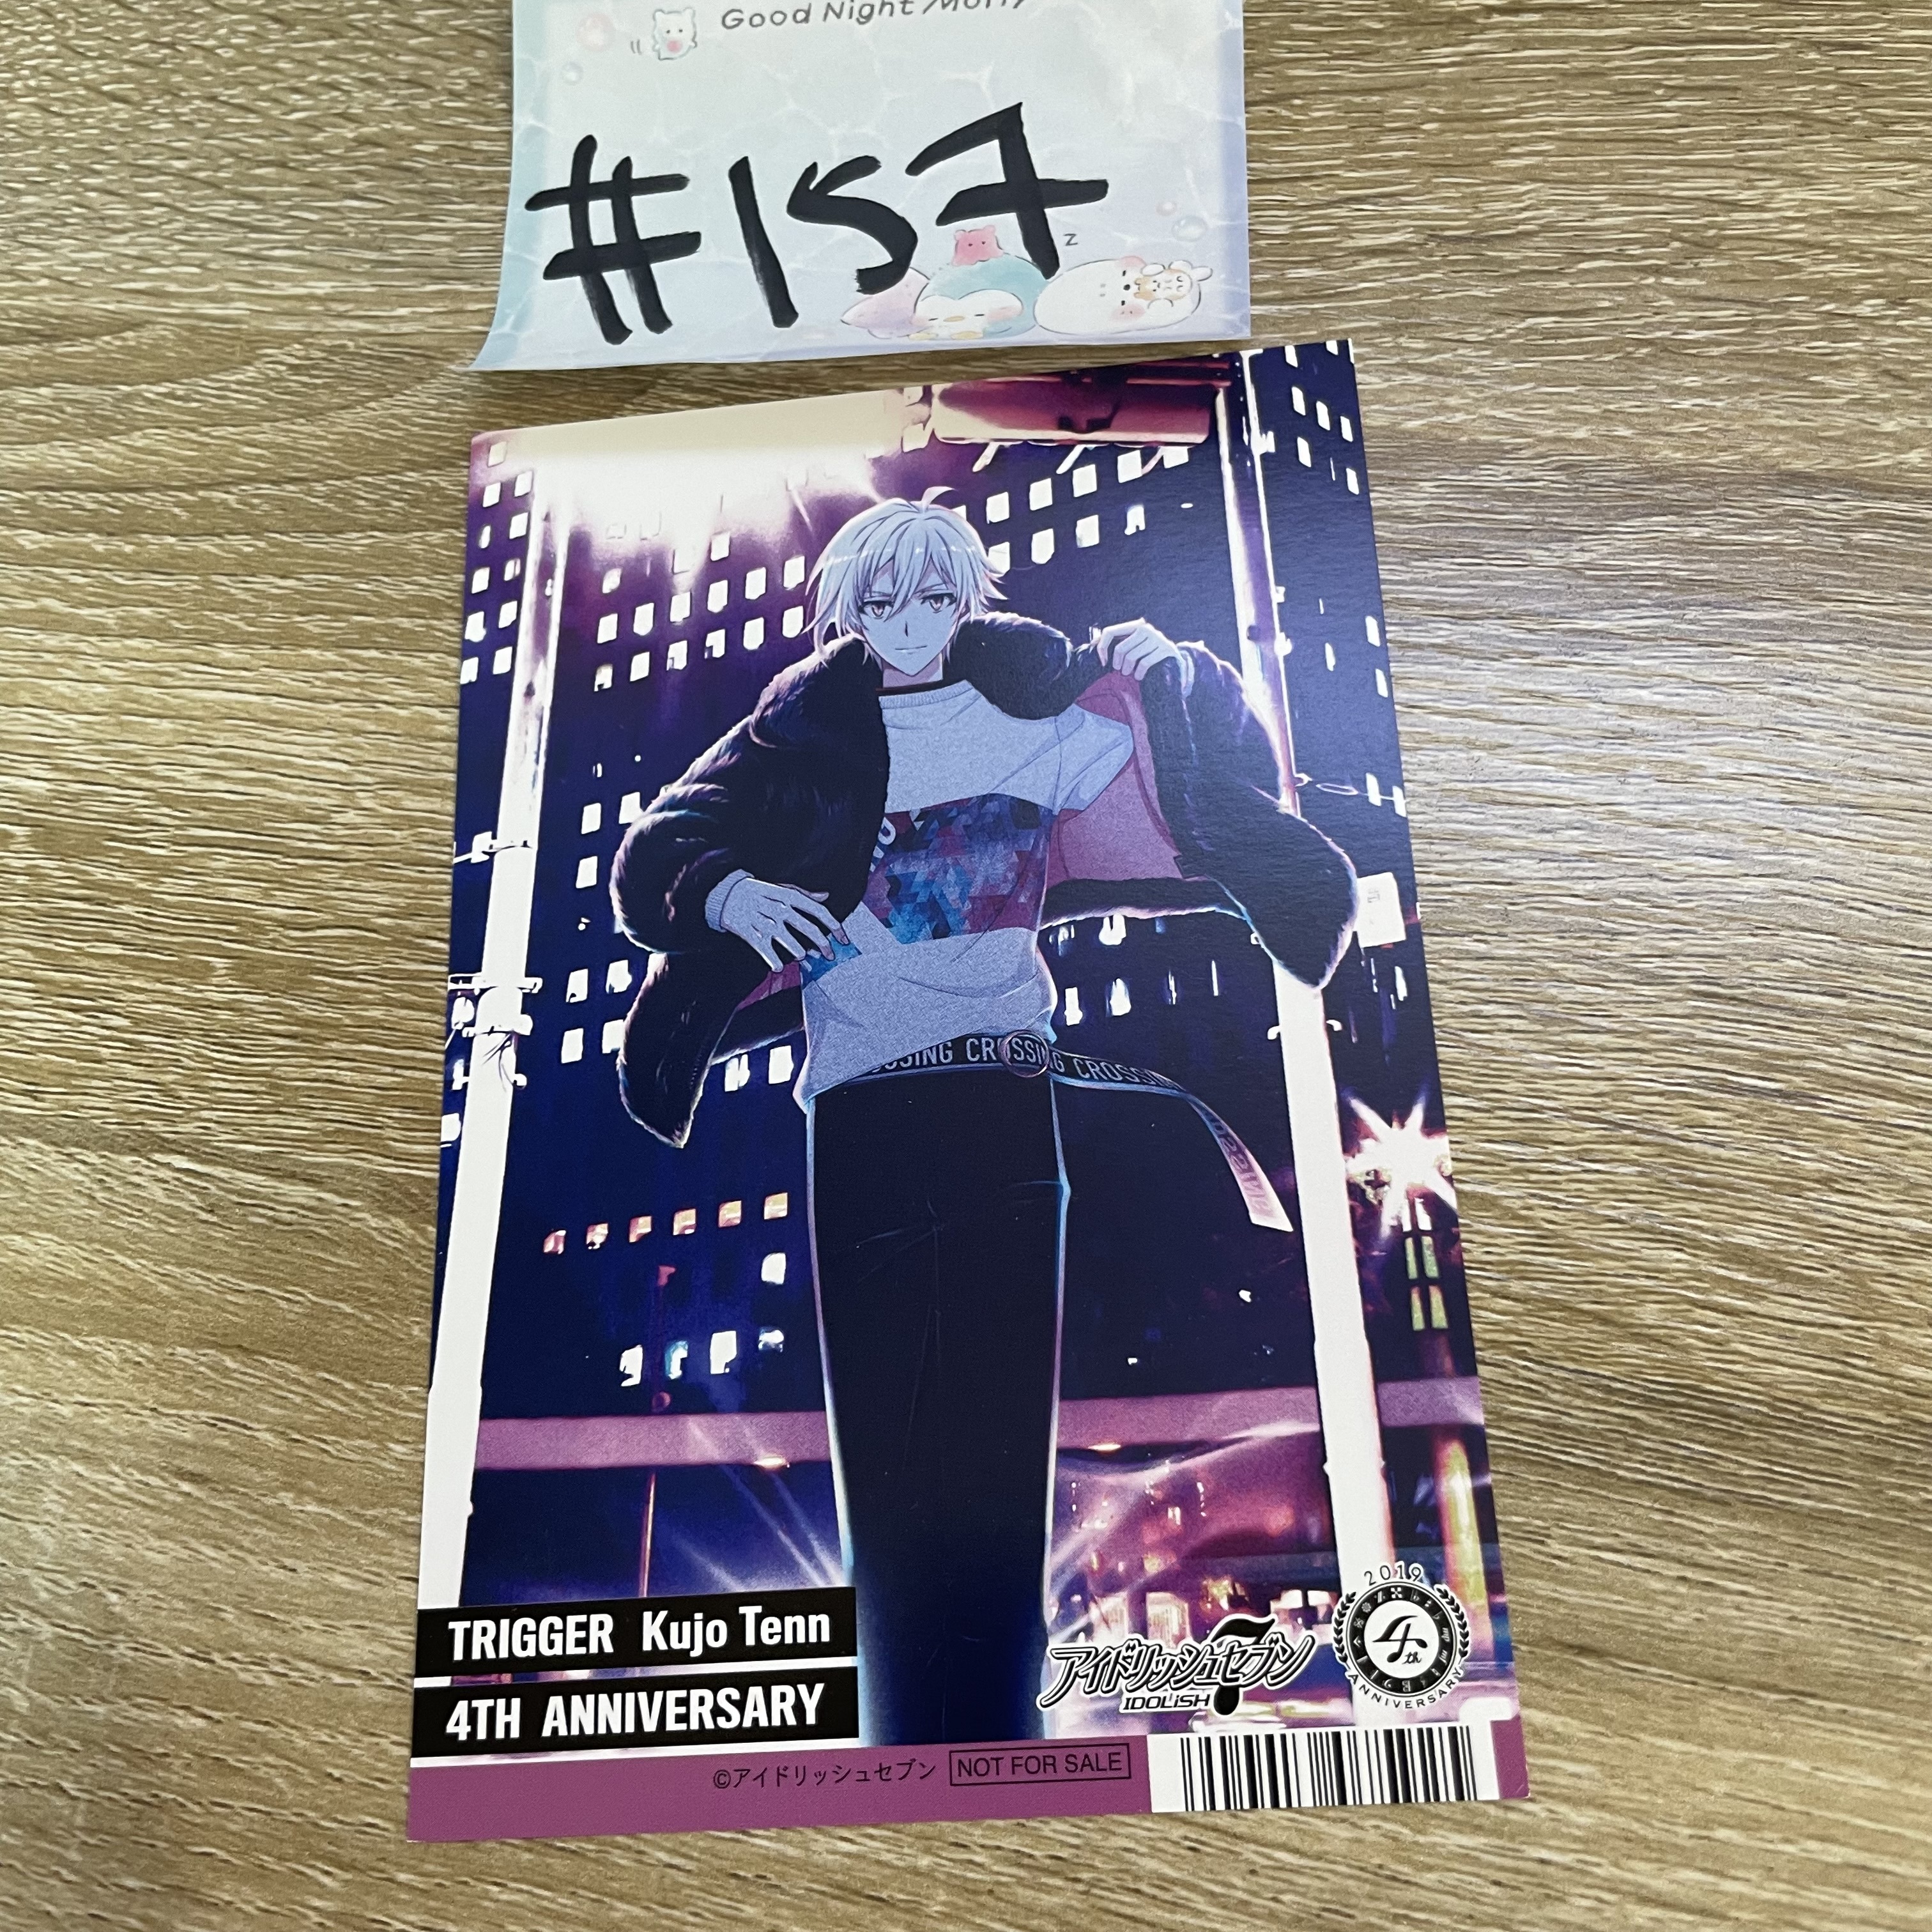 Good Night Molly
#157
Z
CROSSING CROSSING
TRIGGER Kujo Tenn
4TH ANNIVERSARY
アイドリッシュセブン
IDOLiSH7
2019
4th
ANNIVERSARY
©アイドリッシュセブン NOT FOR SALE